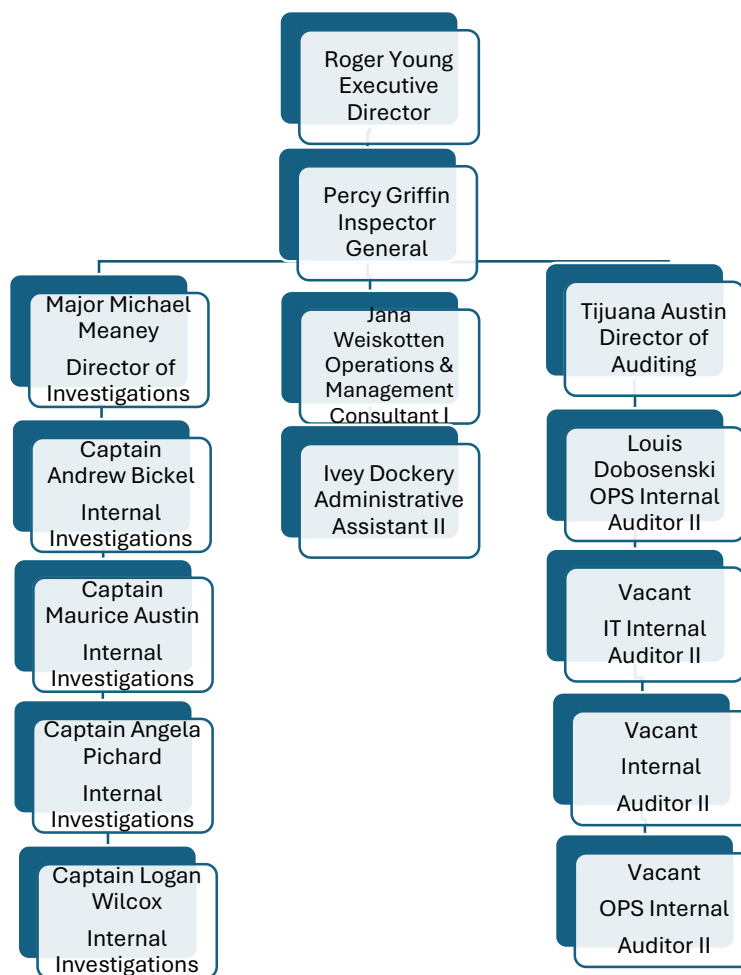 Roger Young
Executive
Director
Percy Griffin
Inspector
General
Major Michael
Meaney
Director of
Investigations
Captain
Andrew Bickel
Internal
Investigations
Captain
Maurice Austin
Internal
Investigations
Captain Angela
Pichard
Internal
Investigations
Captain Logan
Wilcox
Internal
Investigations
Jana
Weiskotten
Operations &
Management
Consultant I
Ivey Dockery
Administrative
Assistant II
Tijuana Austin
Director of
Auditing
Louis
Dobosenski
OPS Internal
Auditor II
Vacant
IT Internal
Auditor II
Vacant
Internal
Auditor II
Vacant
OPS Internal
Auditor II